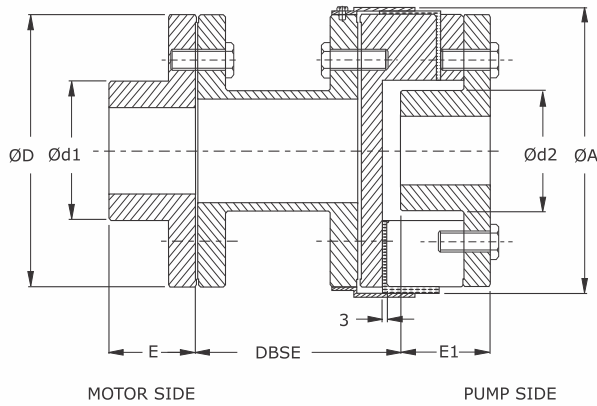 ØD
Ød1
Ød2
ØA
3
E
DBSE
E1
MOTOR SIDE
PUMP SIDE